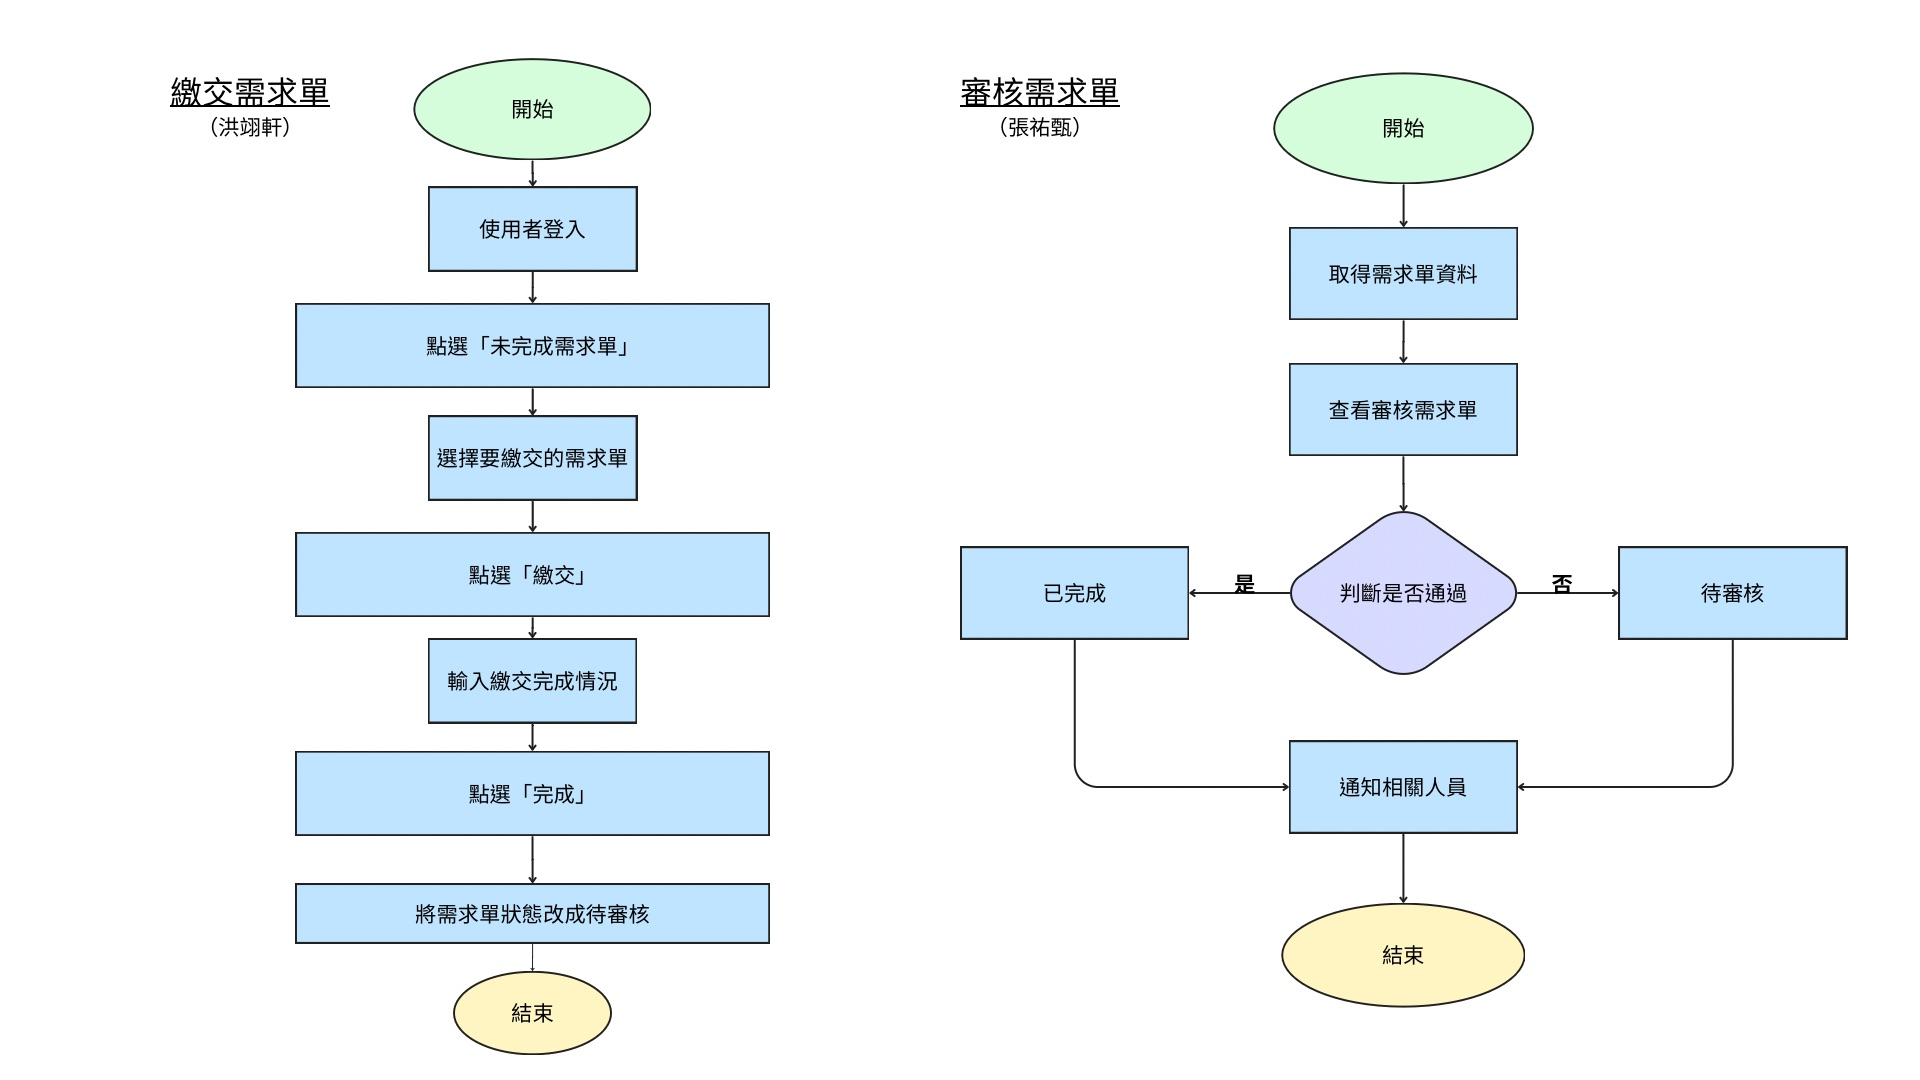 繳交需求單
（洪翊軒）
開始
使用者登入
點選「未完成需求單」
選擇要繳交的需求單
點選「繳交」
輸入繳交完成情況
點選「完成」
將需求單狀態改成待審核
結束
審核需求單
（張祐甄）
開始
取得需求單資料
查看審核需求單
判斷是否通過
是
否
已完成
待審核
通知相關人員
結束